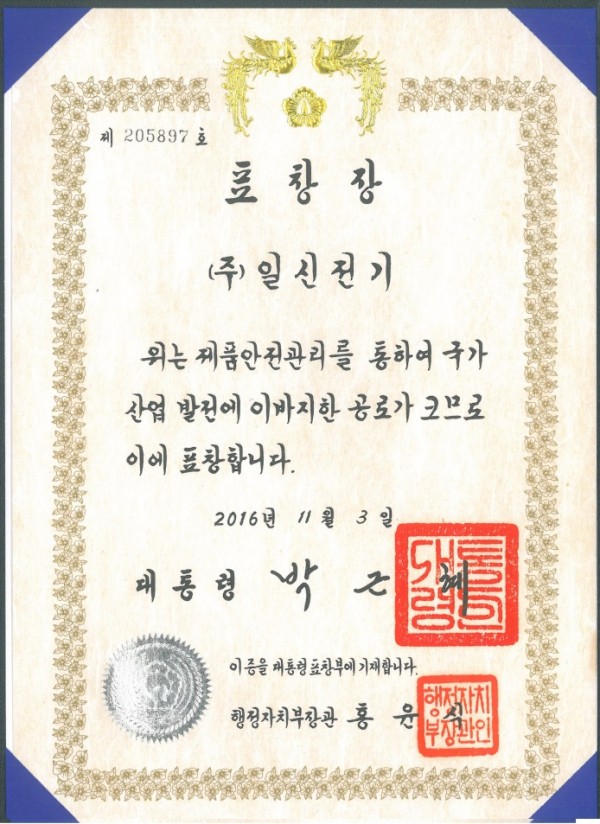 제 205897 호
표창장
(주)일신전기
위는 제품안전관리를 통하여 국가
산업 발전에 이바지한 공로가 크므로
이에 표창합니다.
2016년 11월 3일
대통령 박근혜
대통령인
이 증을 대통령표창부에 기재합니다.
행정자치부장관 홍윤식
행정자치
부장관인